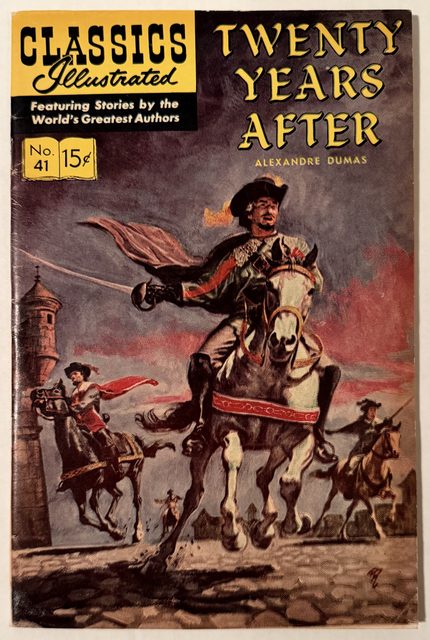 CLASSICS
Illustrated
Featuring Stories by the
World's Greatest Authors
No.
41
15¢
TWENTY
YEARS
AFTER
ALEXANDRE DUMAS